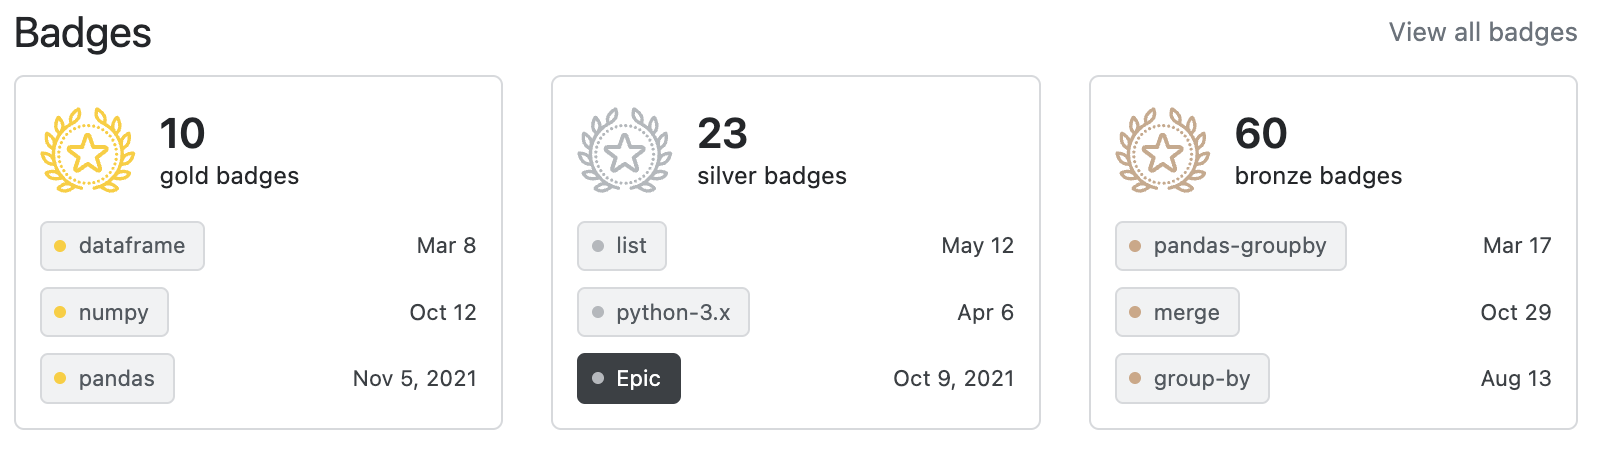 Badges
View all badges
10
gold badges
dataframe Mar 8
numpy Oct 12
pandas Nov 5, 2021
23
silver badges
list May 12
python-3.x Apr 6
Epic Oct 9, 2021
60
bronze badges
pandas-groupby Mar 17
merge Oct 29
group-by Aug 13